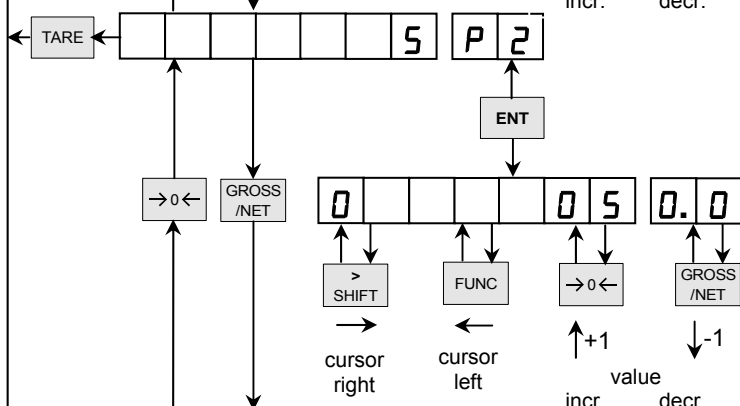 incr. decr.
TARE 5 P 2
ENT
→0← GROSS
/NET
0 0 5 0. 0
>
SHIFT FUNC →0← GROSS
/NET
cursor
right cursor
left +1 -1
value
incr decr